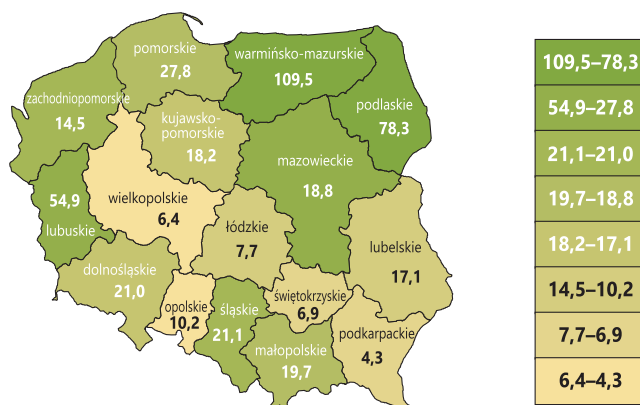 pomorskie
27,8
warmińsko-mazurskie
109,5
zachodniopomorskie
14,5
podlaskie
78,3
kujawsko-
pomorskie
18,2
mazowieckie
18,8
54,9
lubuskie
wielkopolskie
6,4
łódzkie
7,7
lubelskie
17,1
dolnośląskie
21,0
opolskie
10,2
śląskie
21,1
świętokrzyskie
6,9
małopolskie
19,7
podkarpackie
4,3
109,5–78,3
54,9–27,8
21,1–21,0
19,7–18,8
18,2–17,1
14,5–10,2
7,7–6,9
6,4–4,3